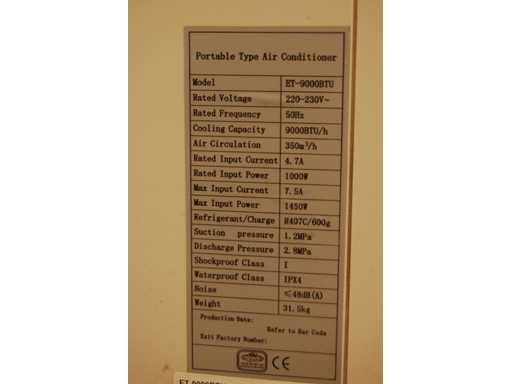 Portable Type Air Conditioner
Model ET-9000BTU
Rated Voltage 220-230V~
Rated Frequency 50Hz
Cooling Capacity 9000BTU/h
Air Circulation 350m³/h
Rated Input Current 4.7A
Rated Input Power 1000W
Max Input Current 7.5A
Max Input Power 1450W
Refrigerant/Charge R407C/600g
Suction pressure 1.2MPa
Discharge Pressure 2.8MPa
Shockproof Class I
Waterproof Class IPX4
Noise ≤48dB(A)
Weight 31.5kg
Production Date:
Refer to Bar Code
Exit Factory Number:
CE